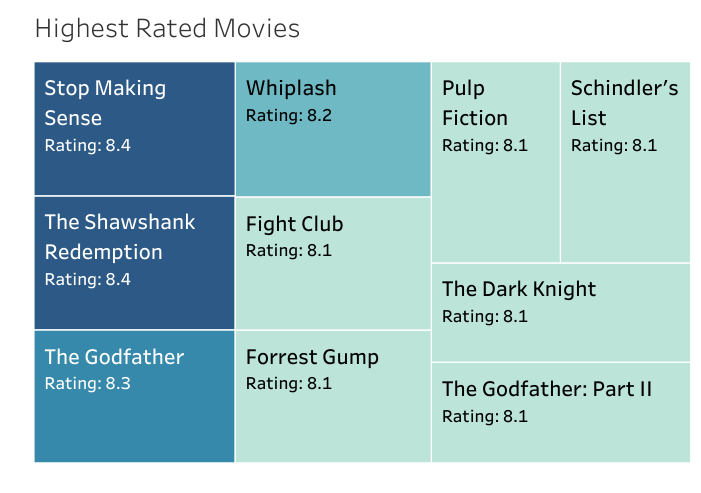 Highest Rated Movies
Stop Making
Sense
Rating: 8.4
The Shawshank
Redemption
Rating: 8.4
The Godfather
Rating: 8.3
Whiplash
Rating: 8.2
Fight Club
Rating: 8.1
Forrest Gump
Rating: 8.1
Pulp
Fiction
Rating: 8.1
Schindler’s
List
Rating: 8.1
The Dark Knight
Rating: 8.1
The Godfather: Part II
Rating: 8.1